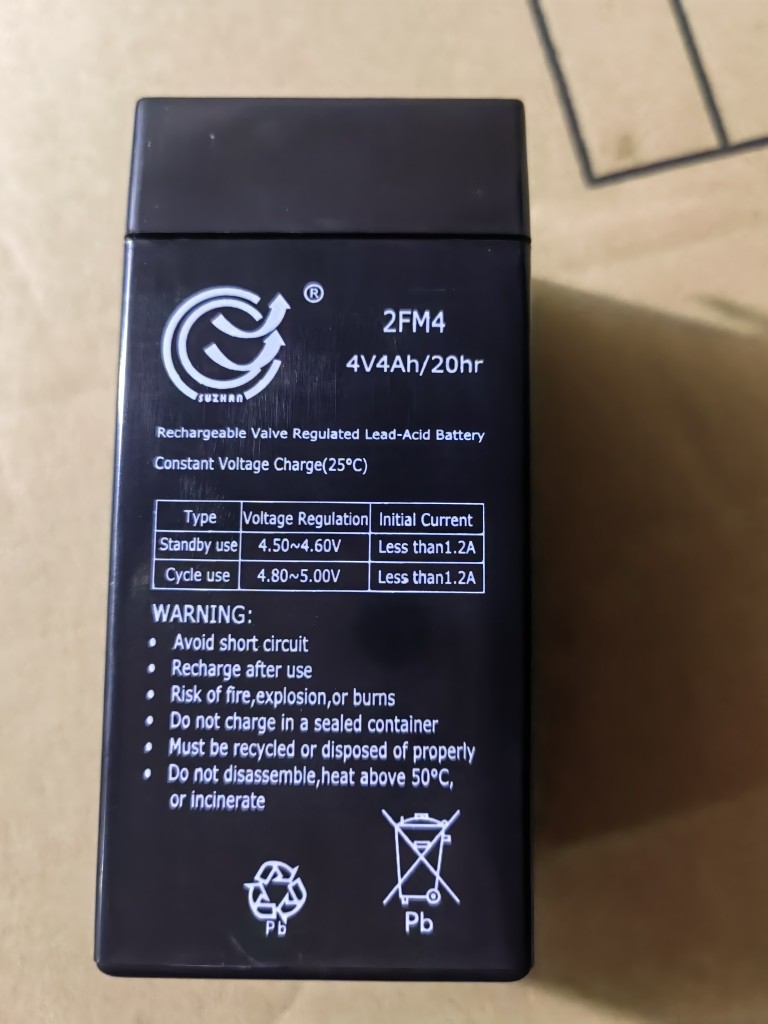 ®
SUZHAN
2FM4
4V4Ah/20hr
Rechargeable Valve Regulated Lead-Acid Battery
Constant Voltage Charge(25°C)
Type Voltage Regulation Initial Current
Standby use 4.50~4.60V Less than1.2A
Cycle use 4.80~5.00V Less than1.2A
WARNING:
• Avoid short circuit
• Recharge after use
• Risk of fire,explosion,or burns
• Do not charge in a sealed container
• Must be recycled or disposed of properly
• Do not disassemble,heat above 50°C,
or incinerate
Pb
Pb